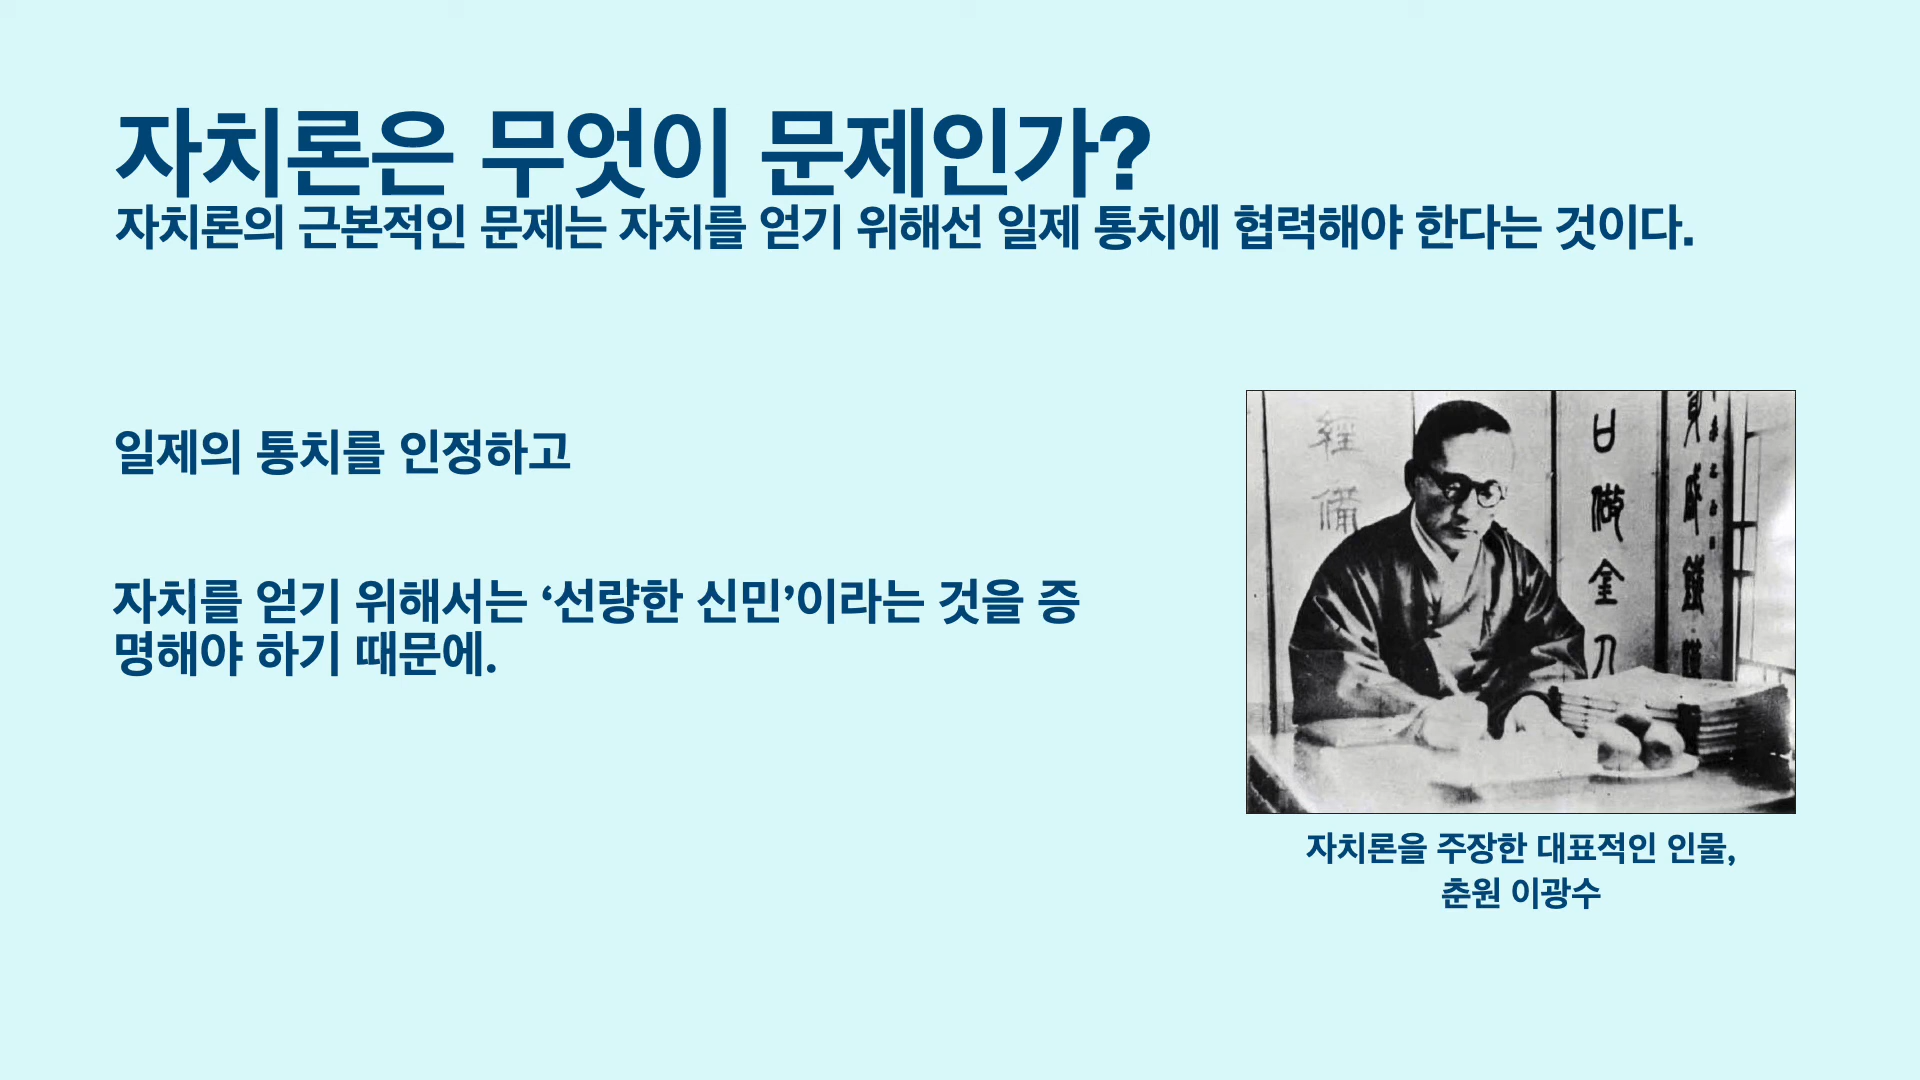 자치론은 무엇이 문제인가?
자치론의 근본적인 문제는 자치를 얻기 위해선 일제 통치에 협력해야 한다는 것이다.
일제의 통치를 인정하고
자치를 얻기 위해서는 ‘선량한 신민’이라는 것을 증
명해야 하기 때문에.
經
備
자치론을 주장한 대표적인 인물,
춘원 이광수